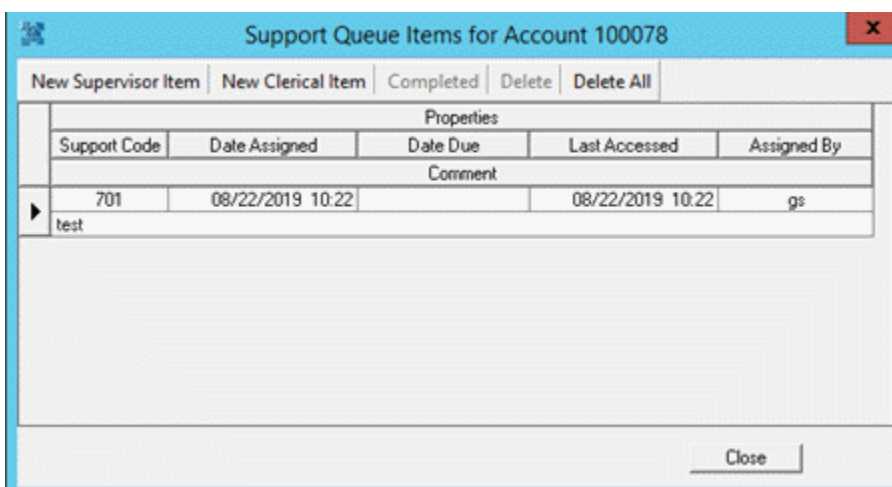 Support Queue Items for Account 100078
x
New Supervisor Item New Clerical Item Completed Delete Delete All
Properties
Support Code Date Assigned Date Due Last Accessed Assigned By
Comment
701 08/22/2019 10:22 08/22/2019 10:22 gs
test
Close